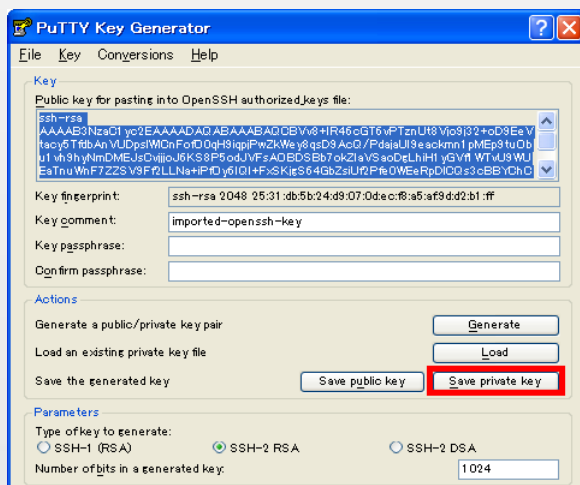 PuTTY Key Generator
File Key Conversions Help
Key
Public key for pasting into OpenSSH authorized_keys file:
ssh-rsa
Key fingerprint: ssh-rsa 2048 25:31:db:5b:24:d9:07:0d:ec:f8:a5:af:9d:d2:b1:ff
Key comment: imported-openssh-key
Key passphrase:
Confirm passphrase:
Actions
Generate a public/private key pair Generate
Load an existing private key file Load
Save the generated key Save public key Save private key
Parameters
Type of key to generate:
SSH-1 (RSA) SSH-2 RSA SSH-2 DSA
Number of bits in a generated key: 1024